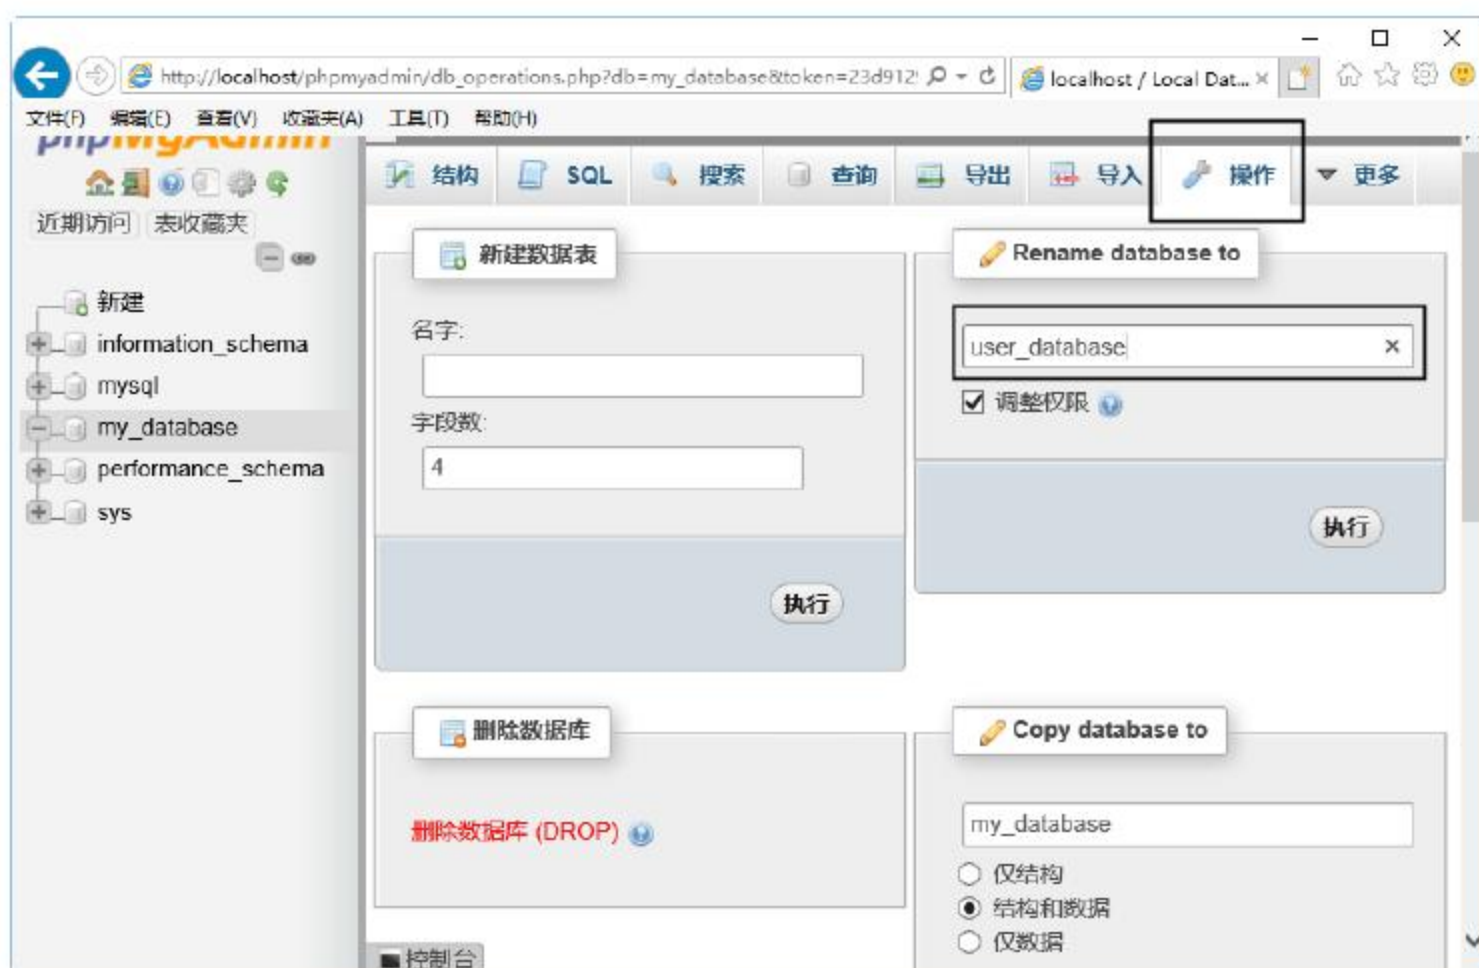 http://localhost/phpmyadmin/db_operations.php?db=my_database&token=23d912
localhost / Local Dat...
文件(F) 编辑(E) 查看(V) 收藏夹(A) 工具(T) 帮助(H)
phpMyAdmin
近期访问 表收藏夹
新建
information_schema
mysql
my_database
performance_schema
sys
结构 SQL 搜索 查询 导出 导入 操作 更多
新建数据表
名字:
字段数:
4
执行
Rename database to
user_database
调整权限
执行
删除数据库
删除数据库 (DROP)
Copy database to
my_database
仅结构
结构和数据
仅数据
控制台